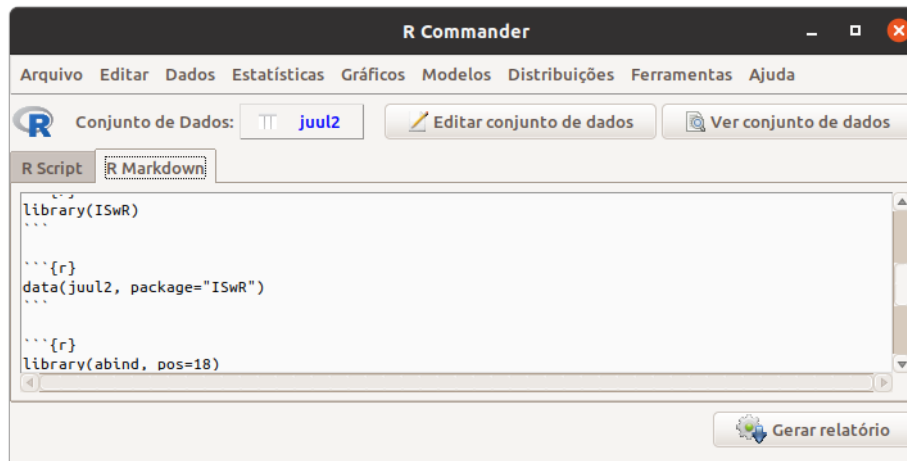 R Commander
Arquivo Editar Dados Estatísticas Gráficos Modelos Distribuições Ferramentas Ajuda
R Conjunto de Dados: juul2 Editar conjunto de dados Ver conjunto de dados
R Script R Markdown
library(ISwR)
```
```{r}
data(juul2, package="ISwR")
```
```{r}
library(abind, pos=18)
Gerar relatório